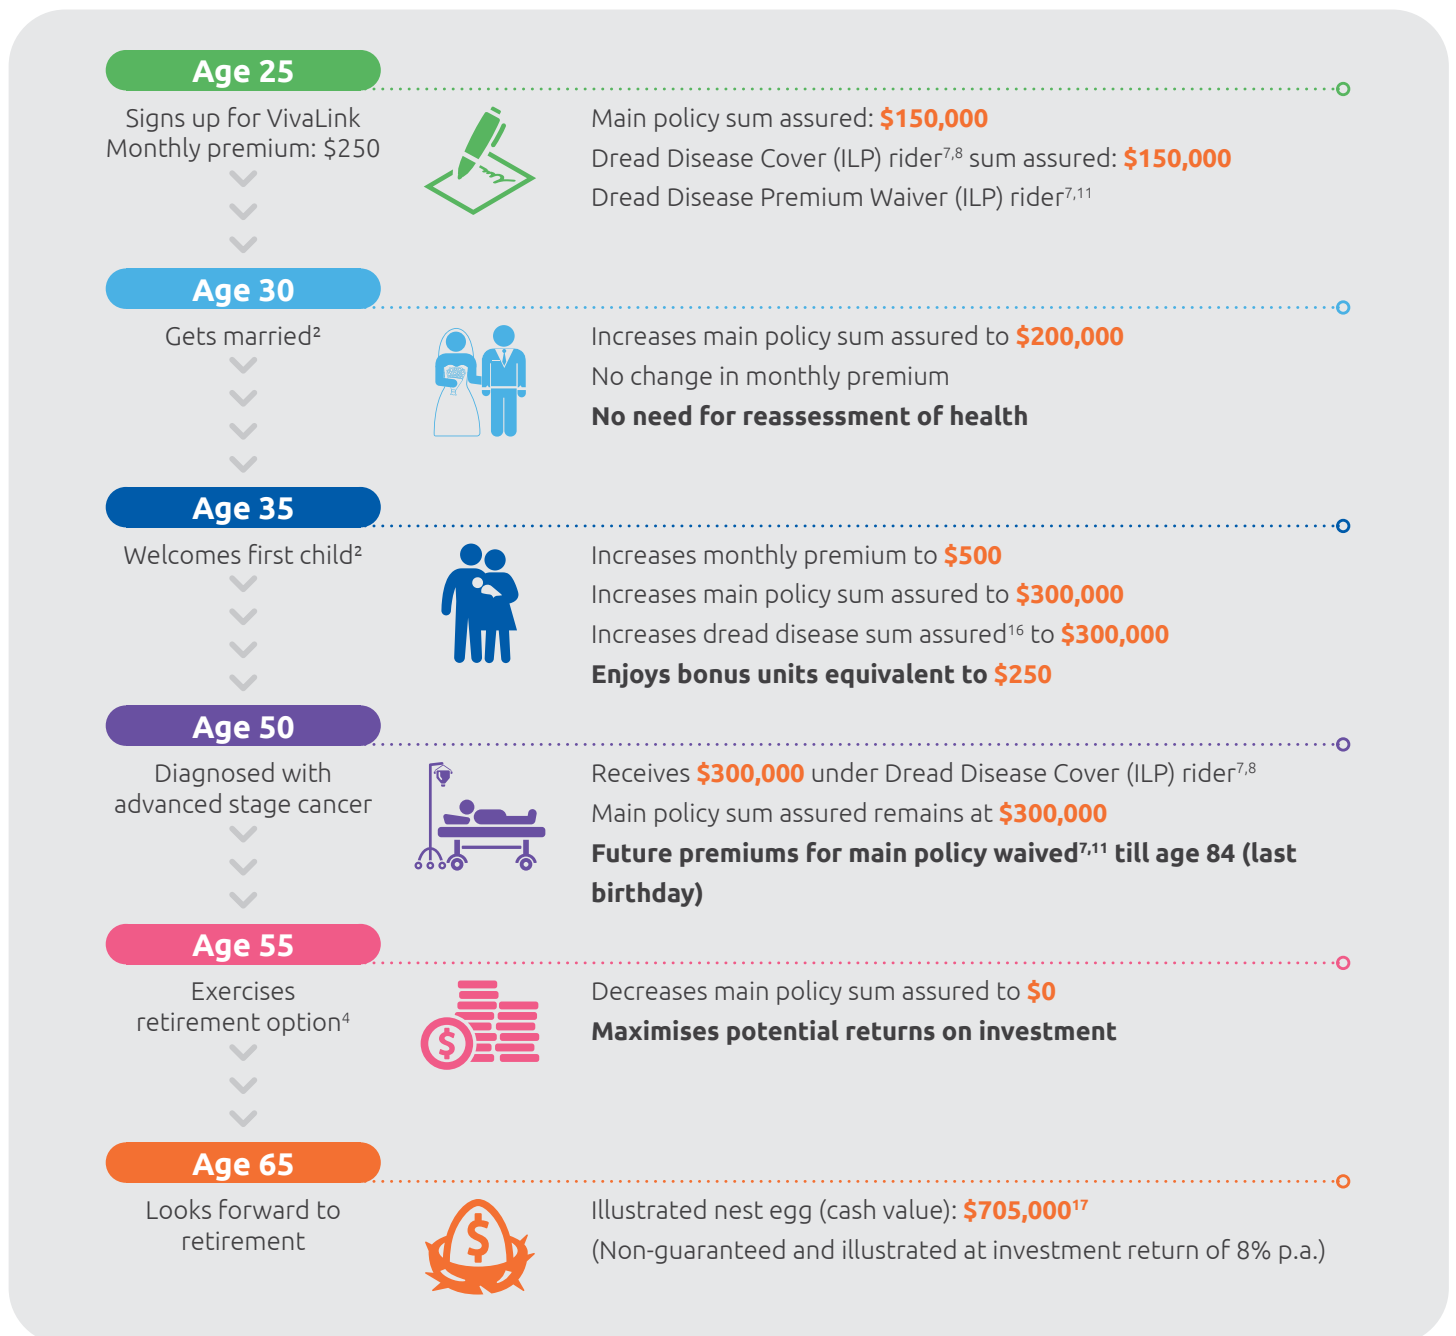 Age 25
Signs up for VivaLink
Monthly premium: $250
Main policy sum assured: $150,000
Dread Disease Cover (ILP) rider7,8 sum assured: $150,000
Dread Disease Premium Waiver (ILP) rider7,11
Age 30
Gets married²
Increases main policy sum assured to $200,000
No change in monthly premium
No need for reassessment of health
Age 35
Welcomes first child²
Increases monthly premium to $500
Increases main policy sum assured to $300,000
Increases dread disease sum assured16 to $300,000
Enjoys bonus units equivalent to $250
Age 50
Diagnosed with
advanced stage cancer
Receives $300,000 under Dread Disease Cover (ILP) rider7,8
Main policy sum assured remains at $300,000
Future premiums for main policy waived7,11 till age 84 (last
birthday)
Age 55
Exercises
retirement option4
$
Decreases main policy sum assured to $0
Maximises potential returns on investment
Age 65
Looks forward to
retirement
$
Illustrated nest egg (cash value): $705,00017
(Non-guaranteed and illustrated at investment return of 8% p.a.)